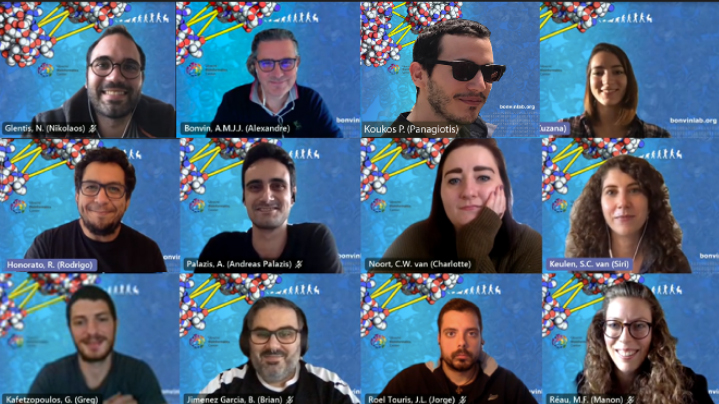 Glentis, N. (Nikolaos)
Bonvin, A.M.J.J. (Alexandre)
Koukos P. (Panagiotis)
bonvinlab.org
Honorato, R. (Rodrigo)
Palazis, A. (Andreas Palazis)
Noort, C.W. van (Charlotte)
Keulen, S.C. van (Siri)
Kafetzopoulos, G. (Greg)
Jimenez Garcia, B. (Brian)
Roel Touris, J.L. (Jorge)
Réau, M.F. (Manon)